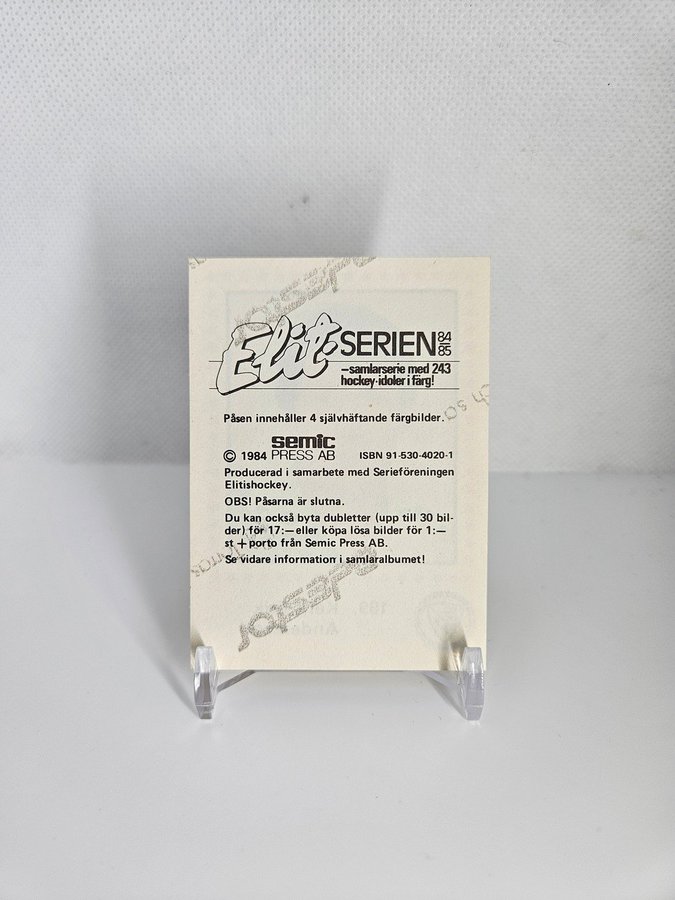 Elit-SERIEN 84/85
–samlarserie med 243
hockey-idoler i färg!
Påsen innehåller 4 självhäftande färgbilder.
semic
© 1984 PRESS AB ISBN 91-530-4020-1
Producerad i samarbete med Serieföreningen
Elitishockey.
OBS! Påsarna är slutna.
Du kan också byta dubletter (upp till 30 bil-
der) för 17:— eller köpa lösa bilder för 1:—
st + porto från Semic Press AB.
Se vidare information i samlaralbumet!